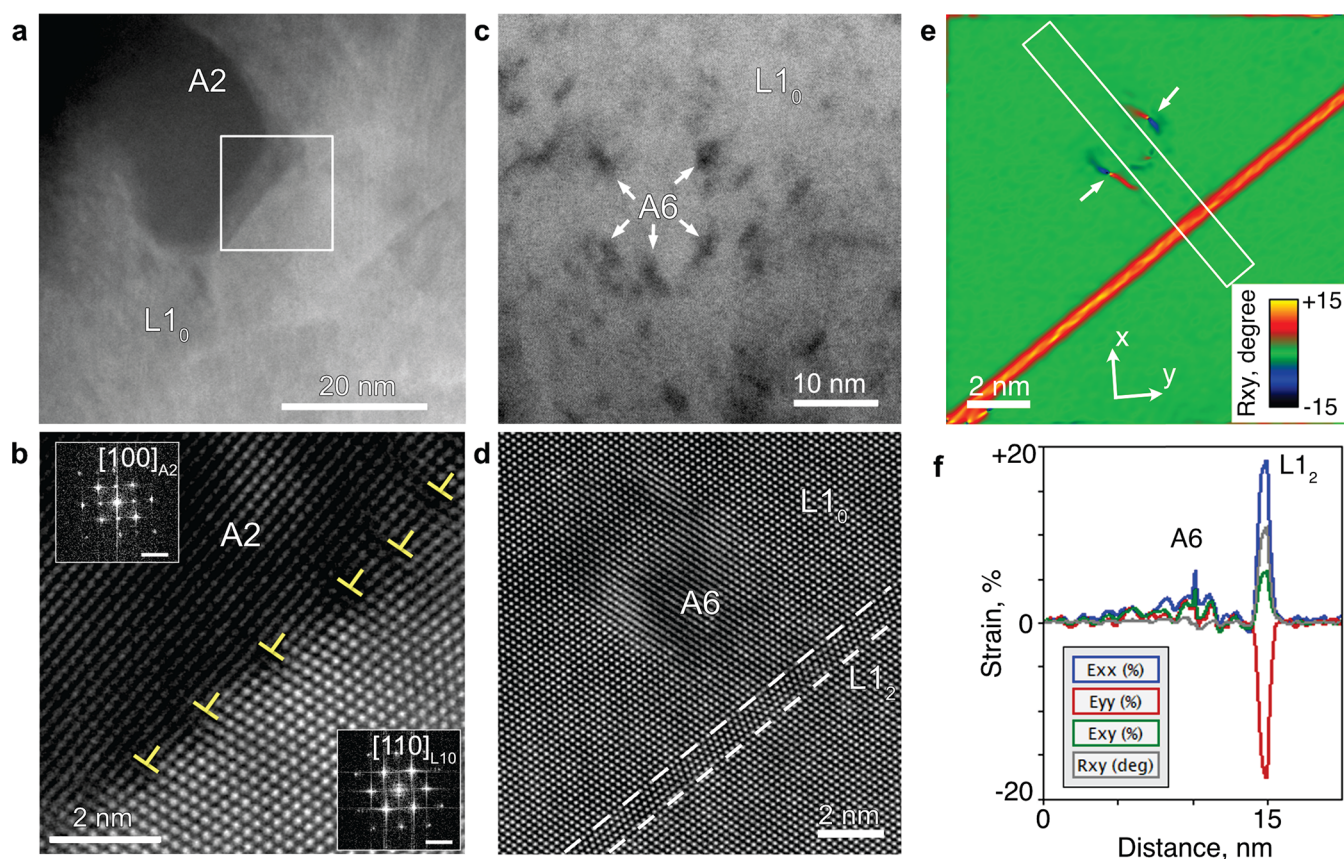 a
A2
L1₀
20 nm
b
[100]A2
A2
[110]L10
2 nm
c
L1₀
A6
10 nm
d
L1₀
A6
L1₂
2 nm
e
x
y
2 nm
Rxy, degree
+15
-15
f
+20
L1₂
A6
Strain, %
0
Exx (%)
Eyy (%)
Exy (%)
Rxy (deg)
-20
0
15
Distance, nm